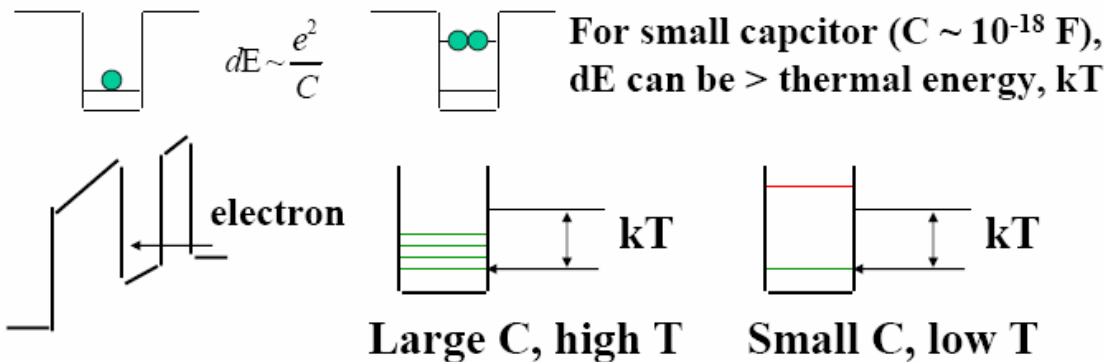 dE ~ e²/C
For small capcitor (C ~ 10⁻¹⁸ F),
dE can be > thermal energy, kT
electron
kT
kT
Large C, high T
Small C, low T